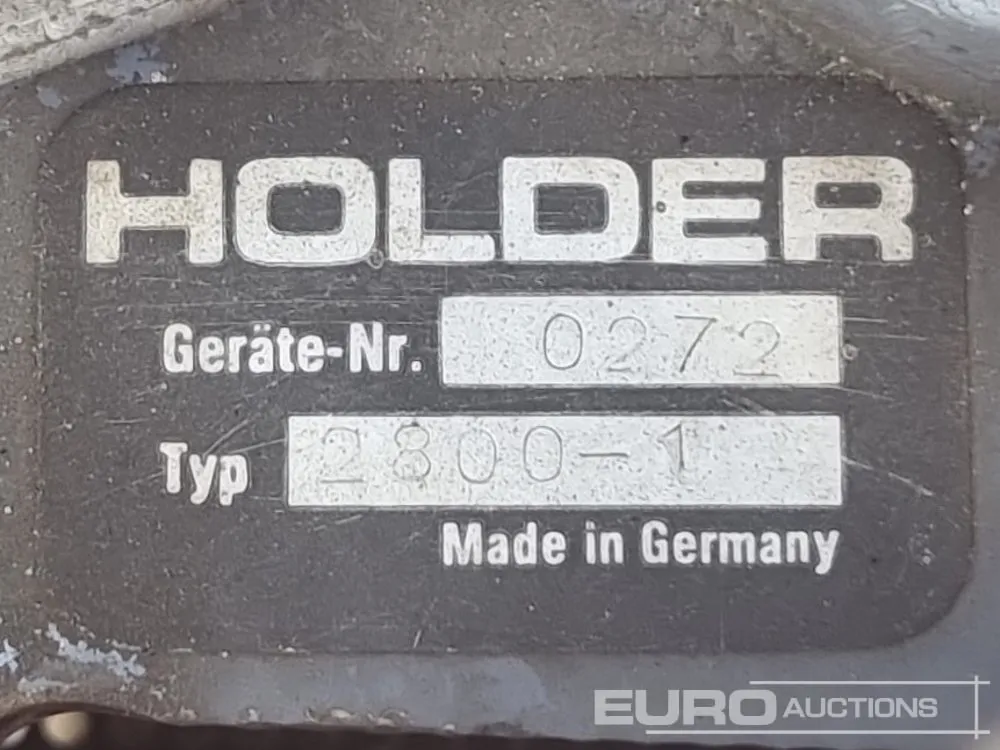 HOLDER
Geräte-Nr. 0272
Typ 2800-1
Made in Germany
EURO AUCTIONS